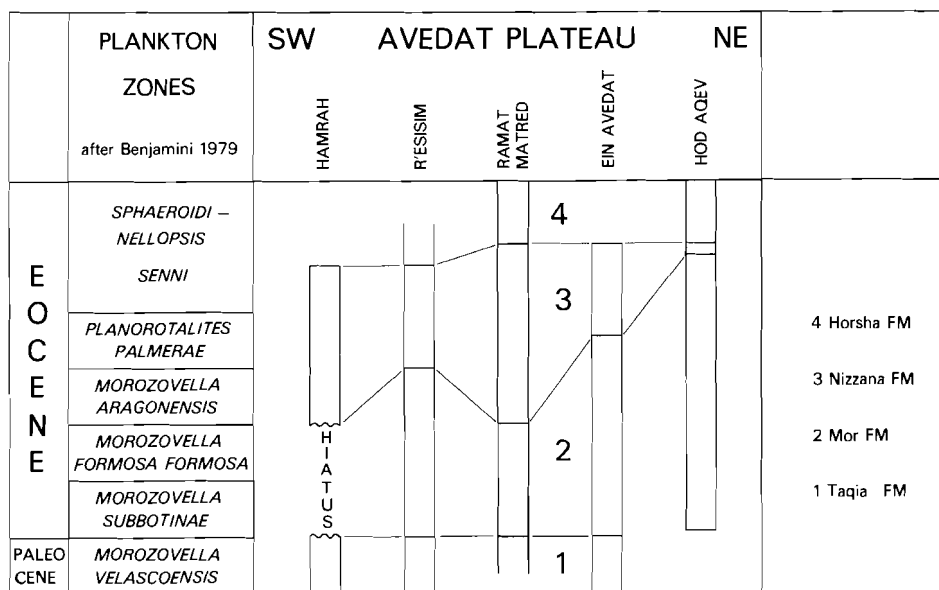 PLANKTON
ZONES
after Benjamini 1979
SW AVEDAT PLATEAU NE
HAMRAH
R'ESISIM
RAMAT
MATRED
EIN AVEDAT
HOD AQEV
EOCENE
SPHAEROIDI –
NELLOPSIS
SENNI
PLANOROTALITES
PALMERAE
MOROZOVELLA
ARAGONENSIS
MOROZOVELLA
FORMOSA FORMOSA
MOROZOVELLA
SUBBOTINAE
PALEO
CENE
MOROZOVELLA
VELASCOENSIS
HIATUS
4
3
2
1
4 Horsha FM
3 Nizzana FM
2 Mor FM
1 Taqia FM